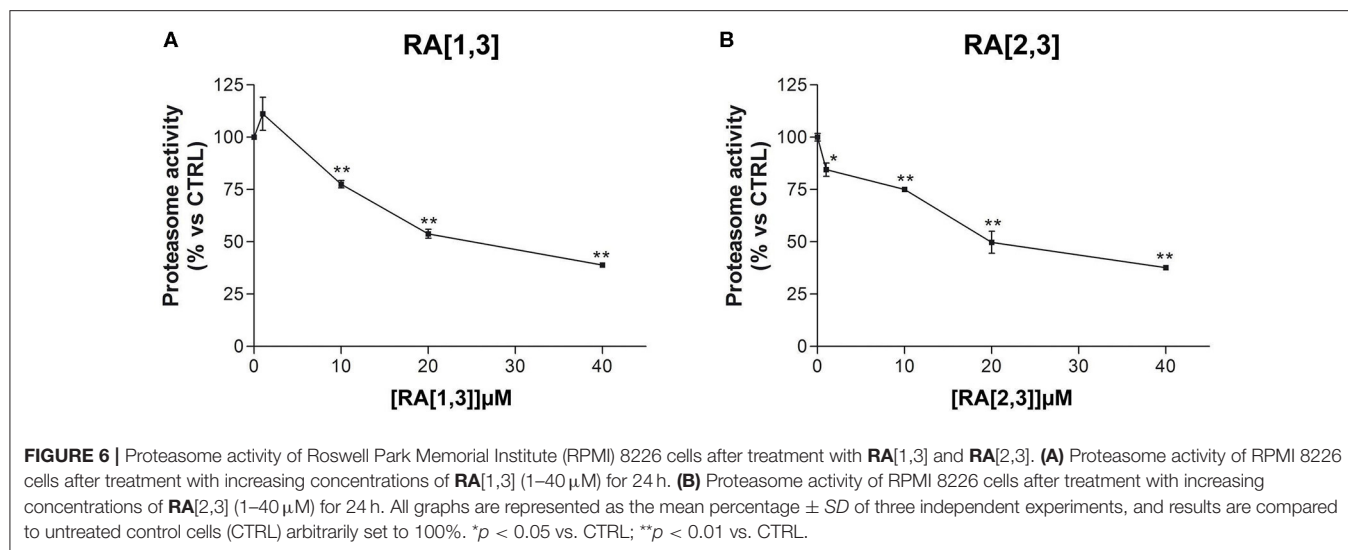 A
RA[1,3]
Proteasome activity
(% vs CTRL)
125
100
75
50
25
0
**
**
**
0
10
20
30
40
[RA[1,3]]µM
B
RA[2,3]
Proteasome activity
(% vs CTRL)
125
100
75
50
25
0
*
**
**
**
0
10
20
30
40
[RA[2,3]]µM
FIGURE 6 | Proteasome activity of Roswell Park Memorial Institute (RPMI) 8226 cells after treatment with RA[1,3] and RA[2,3]. (A) Proteasome activity of RPMI 8226
cells after treatment with increasing concentrations of RA[1,3] (1–40 µM) for 24 h. (B) Proteasome activity of RPMI 8226 cells after treatment with increasing
concentrations of RA[2,3] (1–40 µM) for 24 h. All graphs are represented as the mean percentage ± SD of three independent experiments, and results are compared
to untreated control cells (CTRL) arbitrarily set to 100%. *p < 0.05 vs. CTRL; **p < 0.01 vs. CTRL.